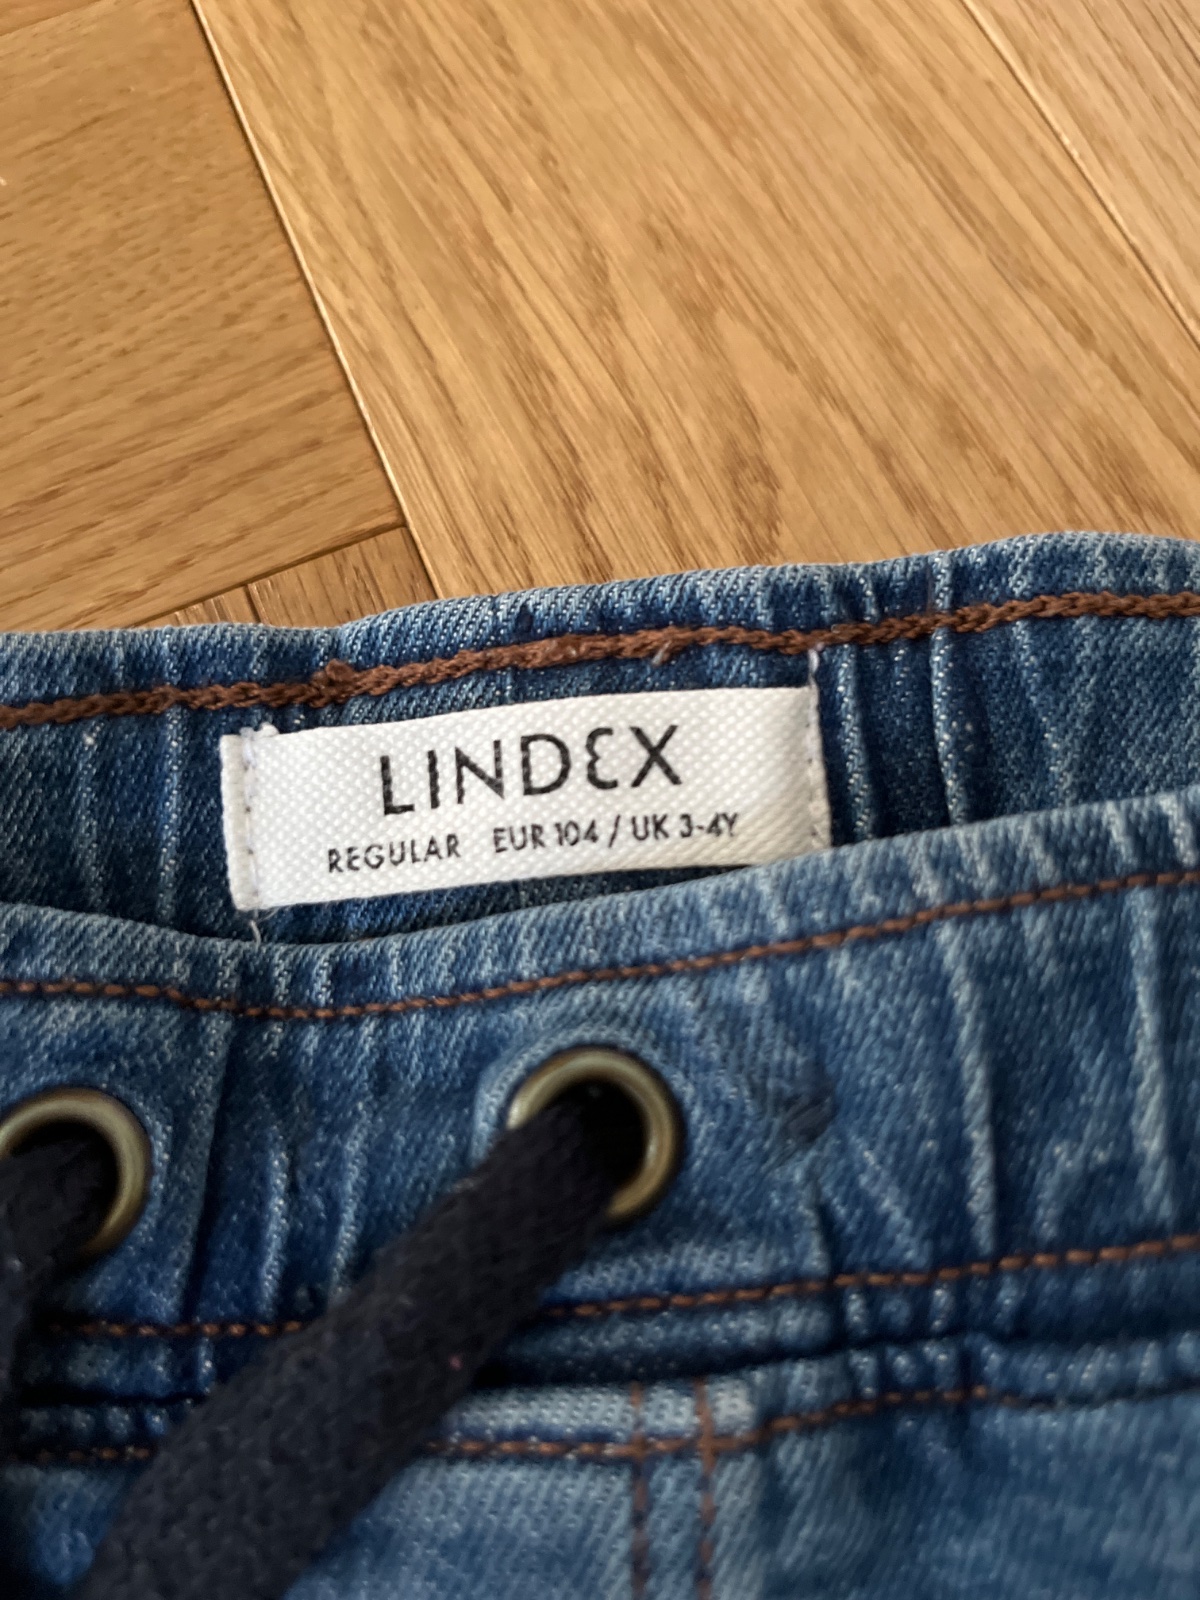 LINDEX
REGULAR EUR 104 / UK 3-4Y